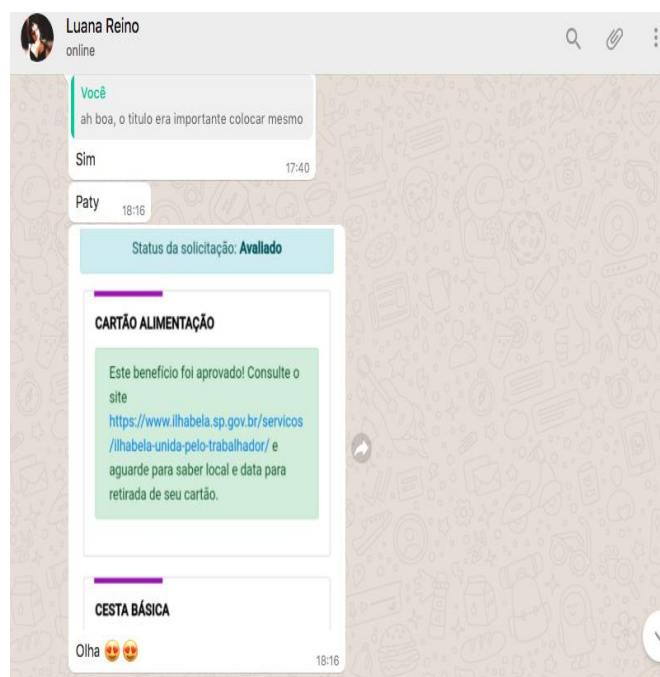 Luana Reino
online
Você
ah boa, o titulo era importante colocar mesmo
Sim
17:40
Paty
18:16
Status da solicitação: Avaliado
CARTÃO ALIMENTAÇÃO
Este benefício foi aprovado! Consulte o
site
https://www.ilhabela.sp.gov.br/servicos
/ilhabela-unida-pelo-trabalhador/ e
aguarde para saber local e data para
retirada de seu cartão.
CESTA BÁSICA
Olha 😍😍
18:16